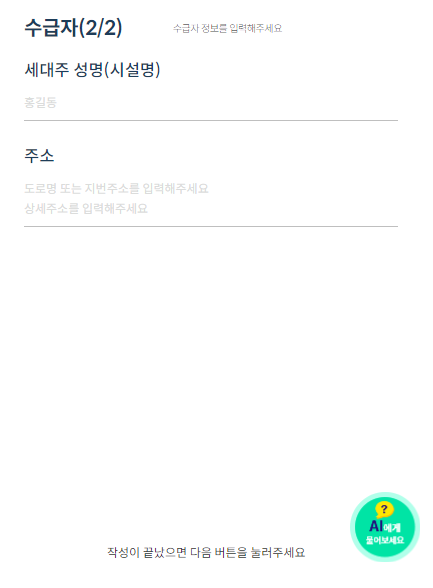 수급자(2/2)
수급자 정보를 입력해주세요
세대주 성명(시설명)
홍길동
주소
도로명 또는 지번주소를 입력해주세요
상세주소를 입력해주세요
?
AI에게
물어보세요
작성이 끝났으면 다음 버튼을 눌러주세요